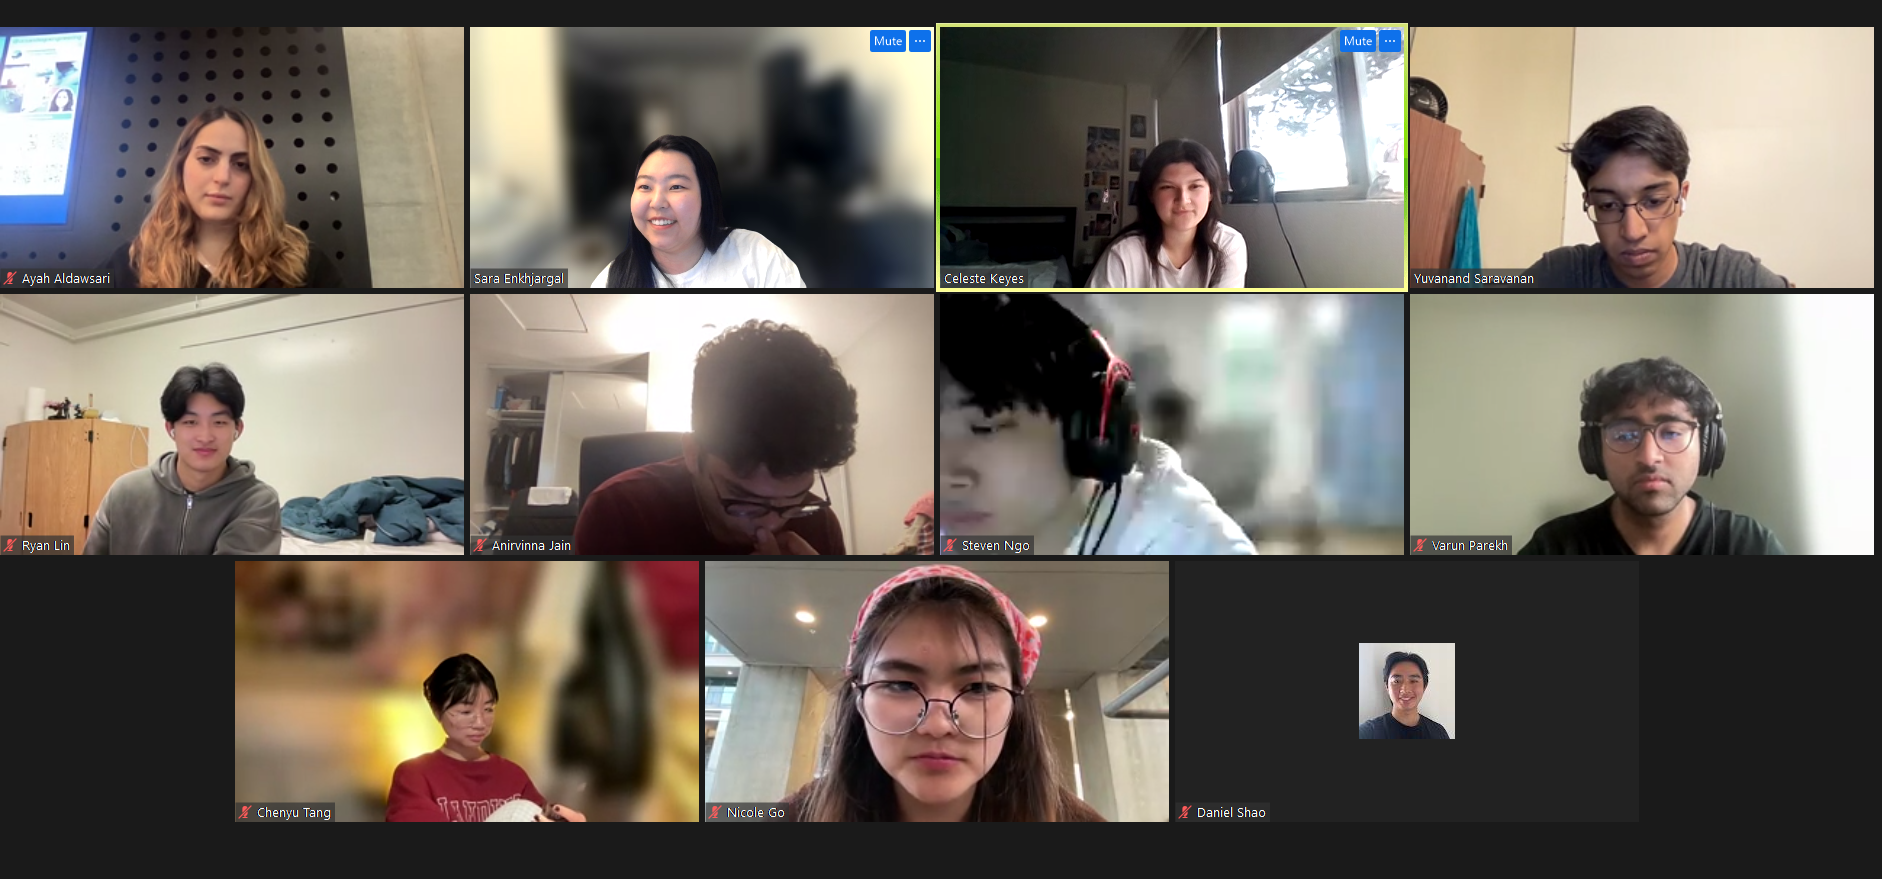 Mute ...
Mute ...
Ayah Aldawsari
Sara Enkhjargal
Celeste Keyes
Yuvanand Saravanan
Ryan Lin
Anirvinna Jain
Steven Ngo
Varun Parekh
Chenyu Tang
Nicole Go
Daniel Shao